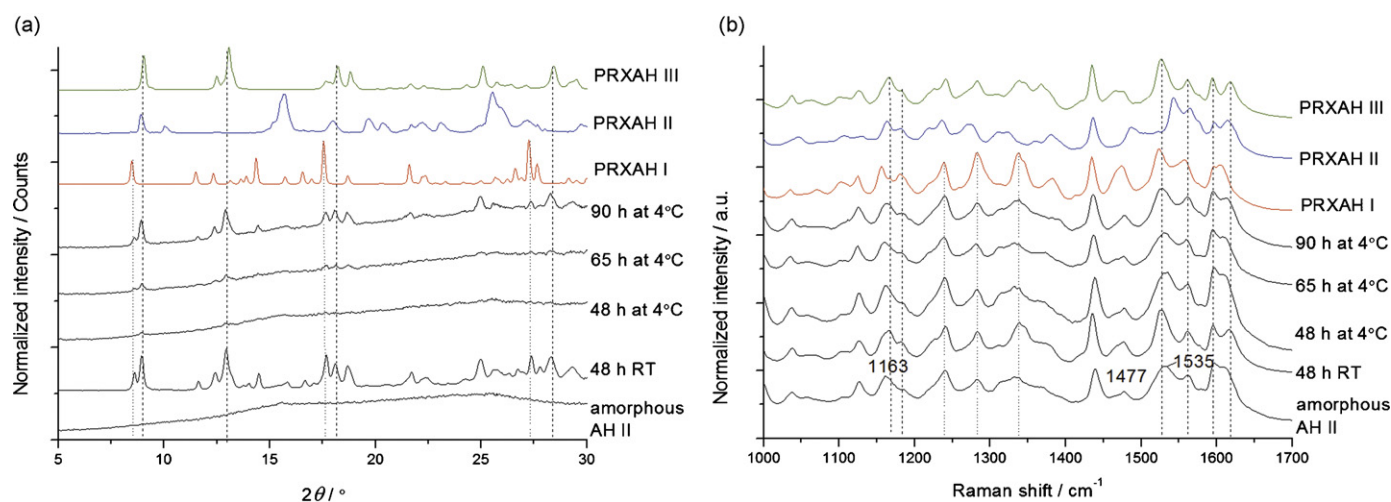 (a)
Normalized intensity / Counts
PRXAH III
PRXAH II
PRXAH I
90 h at 4°C
65 h at 4°C
48 h at 4°C
48 h RT
amorphous
AH II
5 10 15 20 25 30
2θ / °
(b)
Normalized intensity / a.u.
PRXAH III
PRXAH II
PRXAH I
90 h at 4°C
65 h at 4°C
48 h at 4°C
48 h RT
1163 1477 1535
amorphous
AH II
1000 1100 1200 1300 1400 1500 1600 1700
Raman shift / cm⁻¹